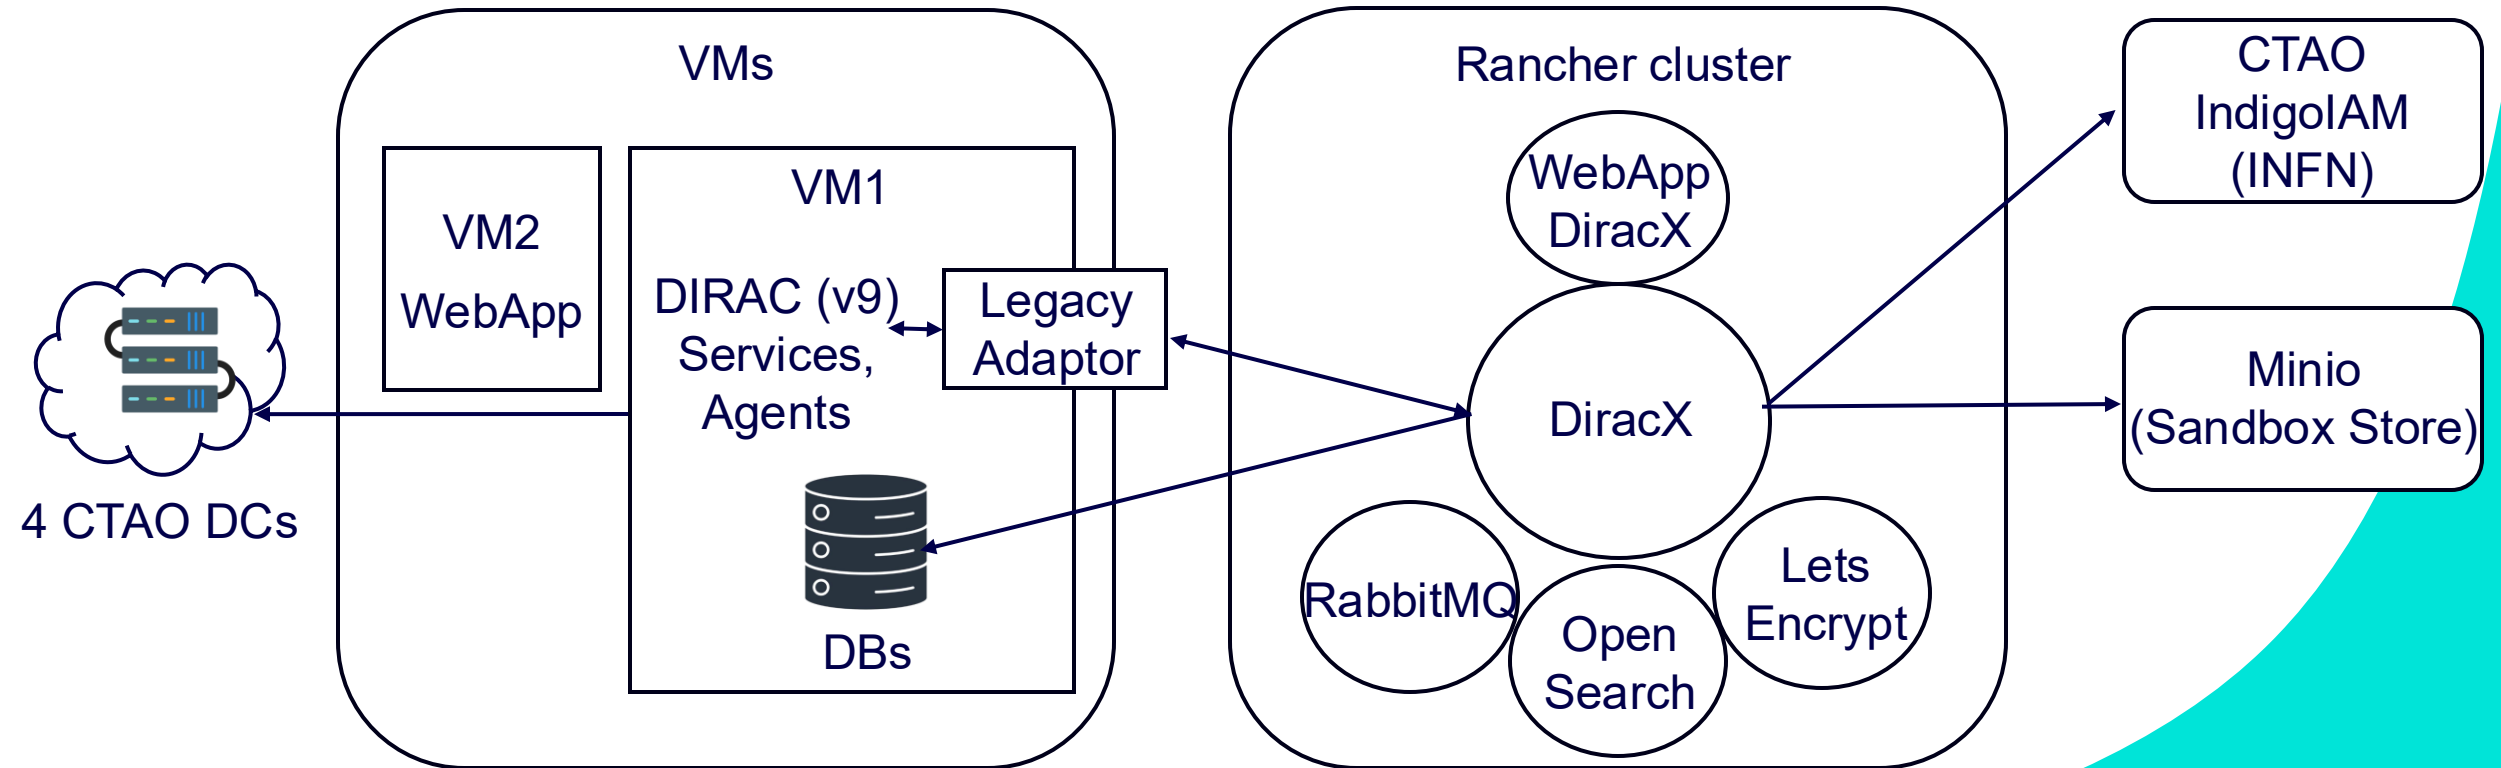 VMs
VM2
WebApp
VM1
DIRAC (v9)
Services,
Agents
DBs
Legacy
Adaptor
4 CTAO DCs
Rancher cluster
WebApp
DiracX
DiracX
RabbitMQ
Open
Search
Lets
Encrypt
CTAO
IndigoIAM
(INFN)
Minio
(Sandbox Store)